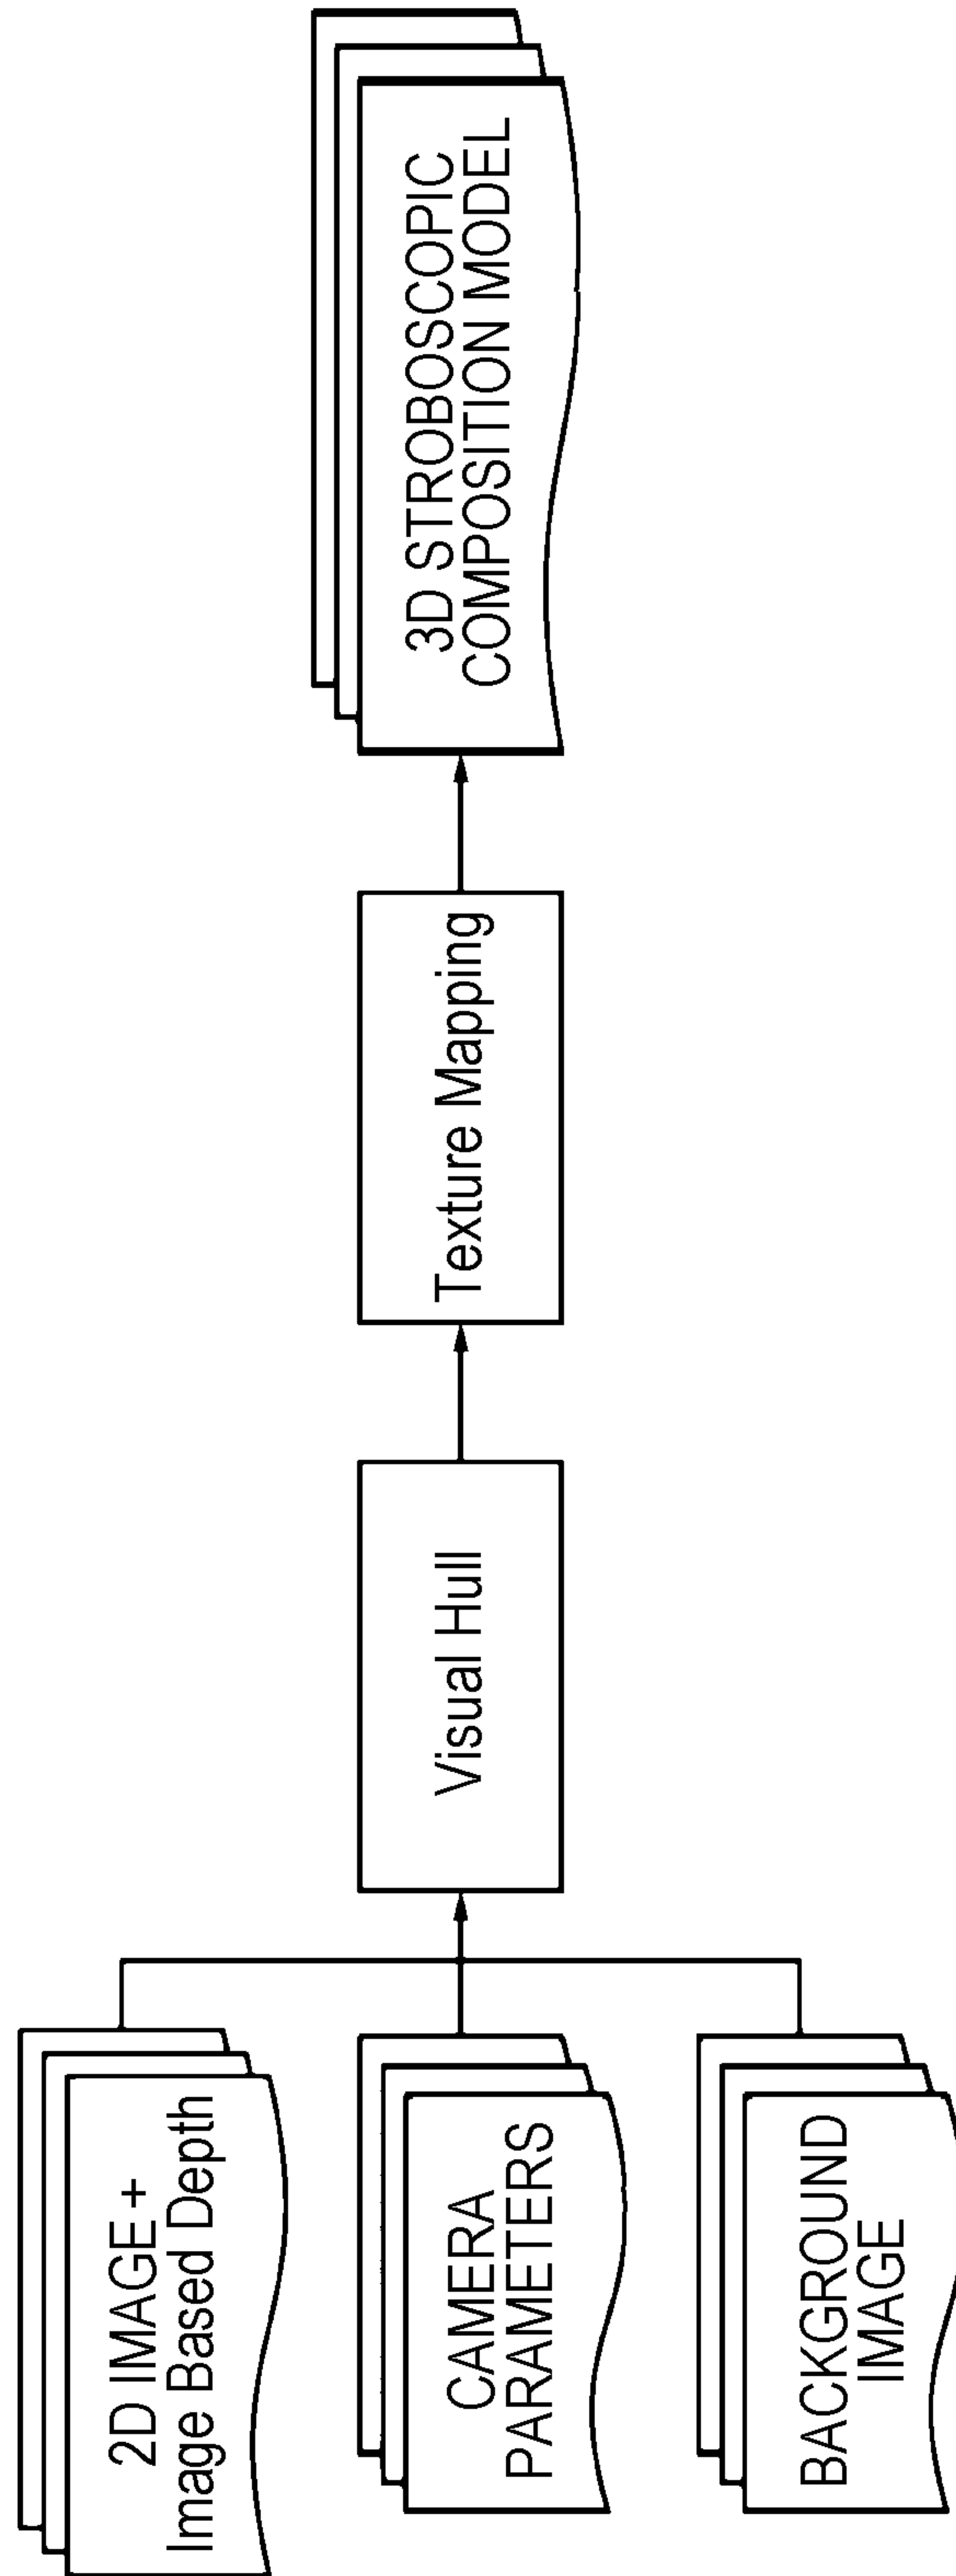 2D IMAGE +
Image Based Depth
CAMERA
PARAMETERS
BACKGROUND
IMAGE
Visual Hull
Texture Mapping
3D STROBOSCOPIC
COMPOSITION MODEL